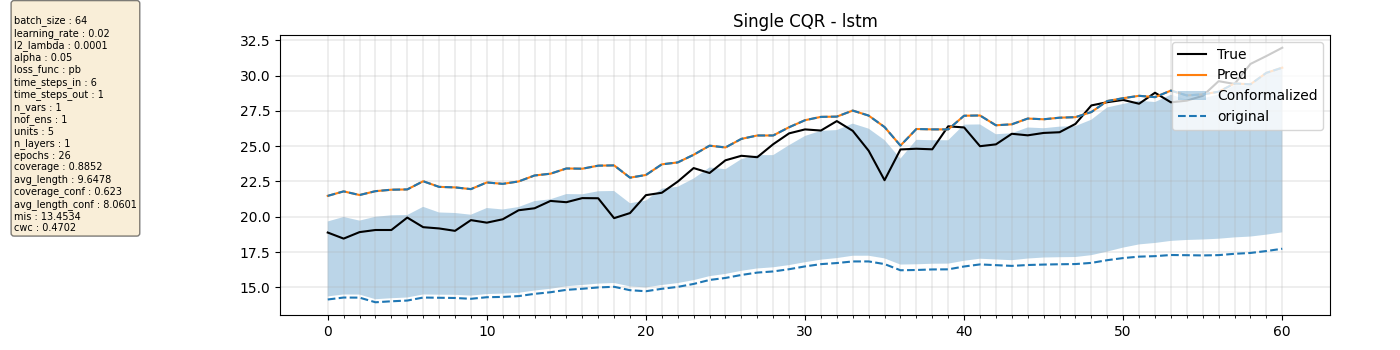 batch_size : 64
learning_rate : 0.02
l2_lambda : 0.0001
alpha : 0.05
loss_func : pb
time_steps_in : 6
time_steps_out : 1
n_vars : 1
nof_ens : 1
units : 5
n_layers : 1
epochs : 26
coverage : 0.8852
avg_length : 9.6478
coverage_conf : 0.623
avg_length_conf : 8.0601
mis : 13.4534
cwc : 0.4702
Single CQR - lstm
32.5
30.0
27.5
25.0
22.5
20.0
17.5
15.0
0 10 20 30 40 50 60
True
Pred
Conformalized
original